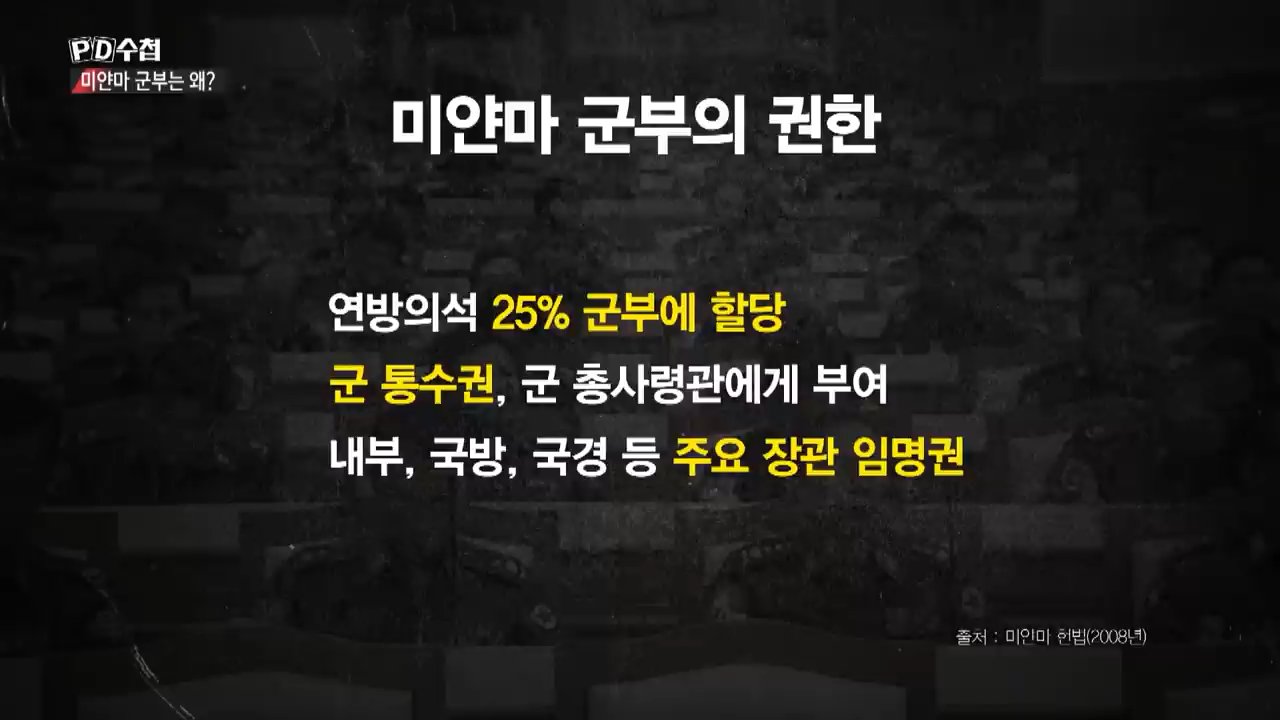 PD수첩
미얀마 군부는 왜?
미얀마 군부의 권한
연방의석 25% 군부에 할당
군 통수권, 군 총사령관에게 부여
내부, 국방, 국경 등 주요 장관 임명권
출처 : 미얀마 헌법(2008년)